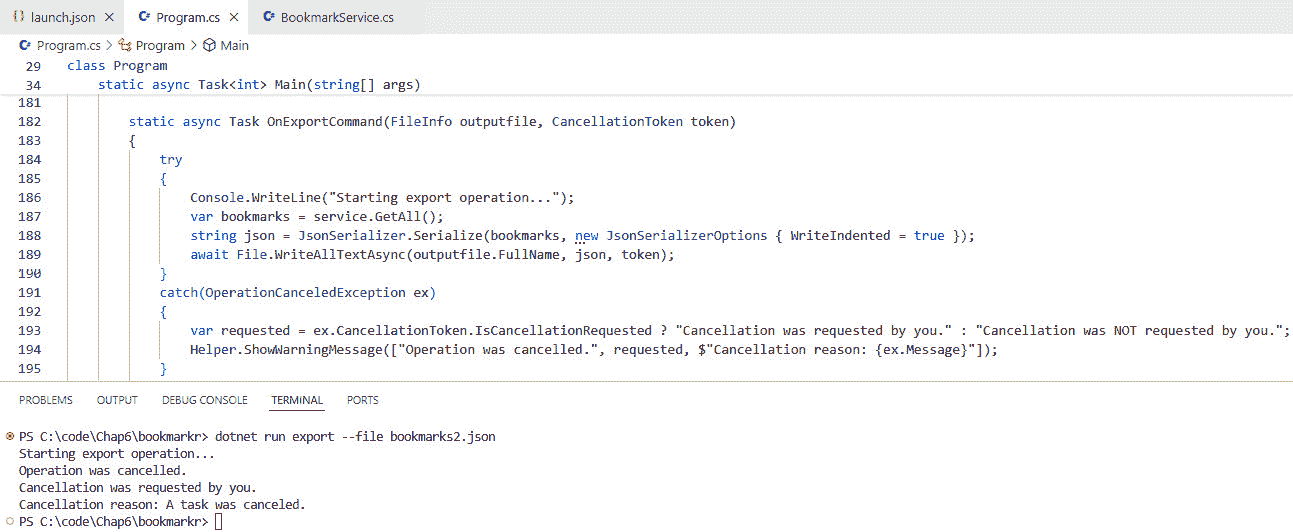 launch.json × C# Program.cs × C# BookmarkService.cs
C# Program.cs > Program > Main
29 class Program
34 static async Task<int> Main(string[] args)
181
182 static async Task OnExportCommand(FileInfo outputfile, CancellationToken token)
183 {
184 try
185 {
186 Console.WriteLine("Starting export operation...");
187 var bookmarks = service.GetAll();
188 string json = JsonSerializer.Serialize(bookmarks, new JsonSerializerOptions { WriteIndented = true });
189 await File.WriteAllTextAsync(outputfile.FullName, json, token);
190 }
191 catch(OperationCanceledException ex)
192 {
193 var requested = ex.CancellationToken.IsCancellationRequested ? "Cancellation was requested by you." : "Cancellation was NOT requested by you.";
194 Helper.ShowWarningMessage(["Operation was cancelled.", requested, $"Cancellation reason: {ex.Message}"]);
195 }
PROBLEMS OUTPUT DEBUG CONSOLE TERMINAL PORTS
PS C:\code\Chap6\bookmarkr> dotnet run export --file bookmarks2.json
Starting export operation...
Operation was cancelled.
Cancellation was requested by you.
Cancellation reason: A task was canceled.
PS C:\code\Chap6\bookmarkr>